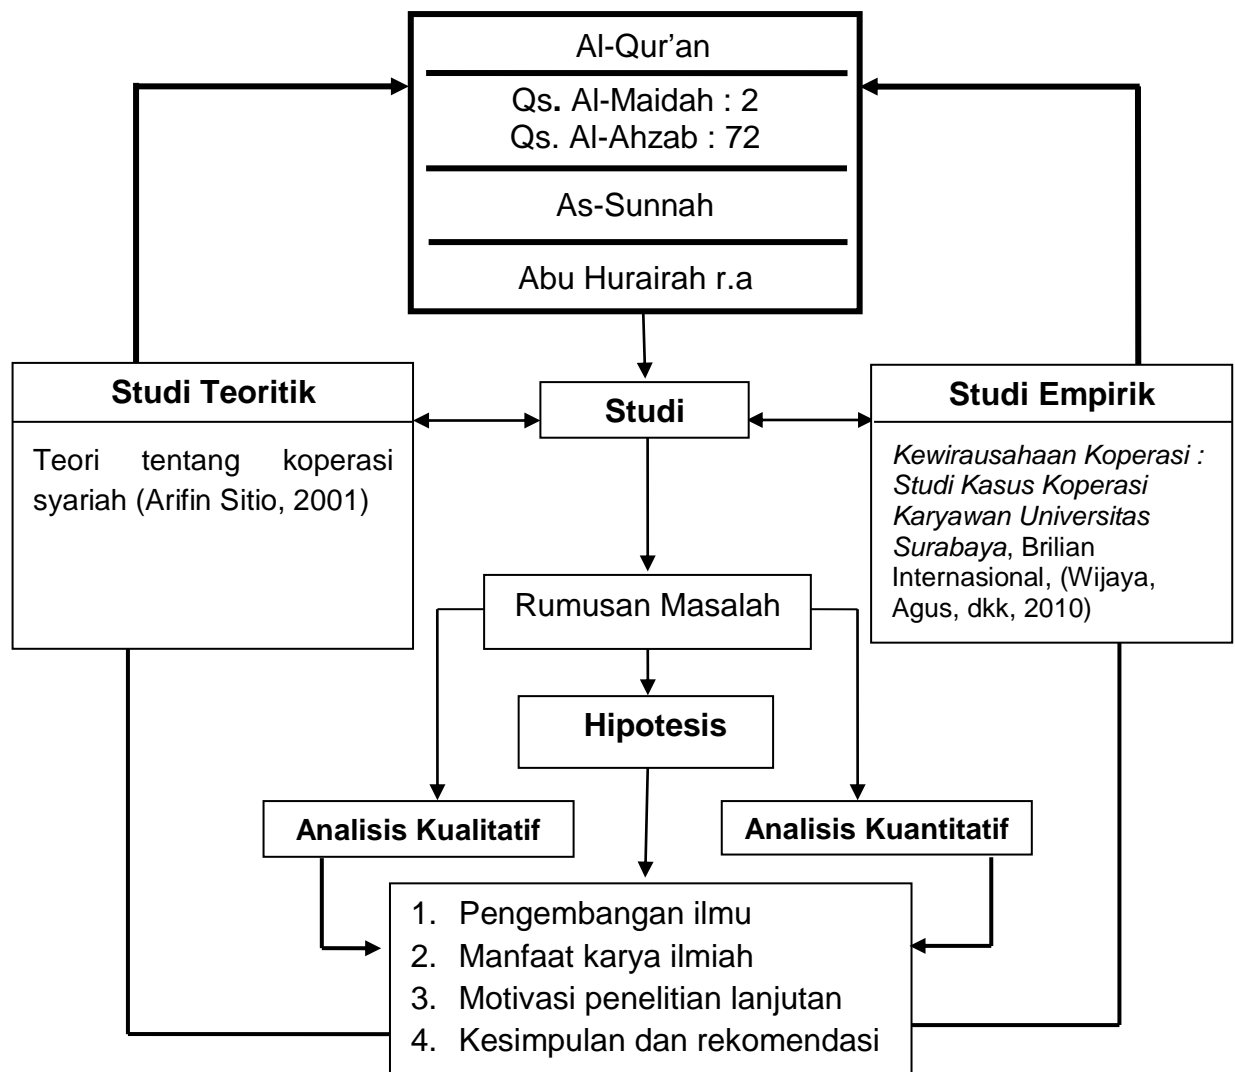 Al-Qur’an
Qs. Al-Maidah : 2
Qs. Al-Ahzab : 72
As-Sunnah
Abu Hurairah r.a
Studi Teoritik
Teori tentang koperasi
syariah (Arifin Sitio, 2001)
Studi
Studi Empirik
Kewirausahaan Koperasi :
Studi Kasus Koperasi
Karyawan Universitas
Surabaya, Brilian
Internasional, (Wijaya,
Agus, dkk, 2010)
Rumusan Masalah
Hipotesis
Analisis Kualitatif
Analisis Kuantitatif
1. Pengembangan ilmu
2. Manfaat karya ilmiah
3. Motivasi penelitian lanjutan
4. Kesimpulan dan rekomendasi